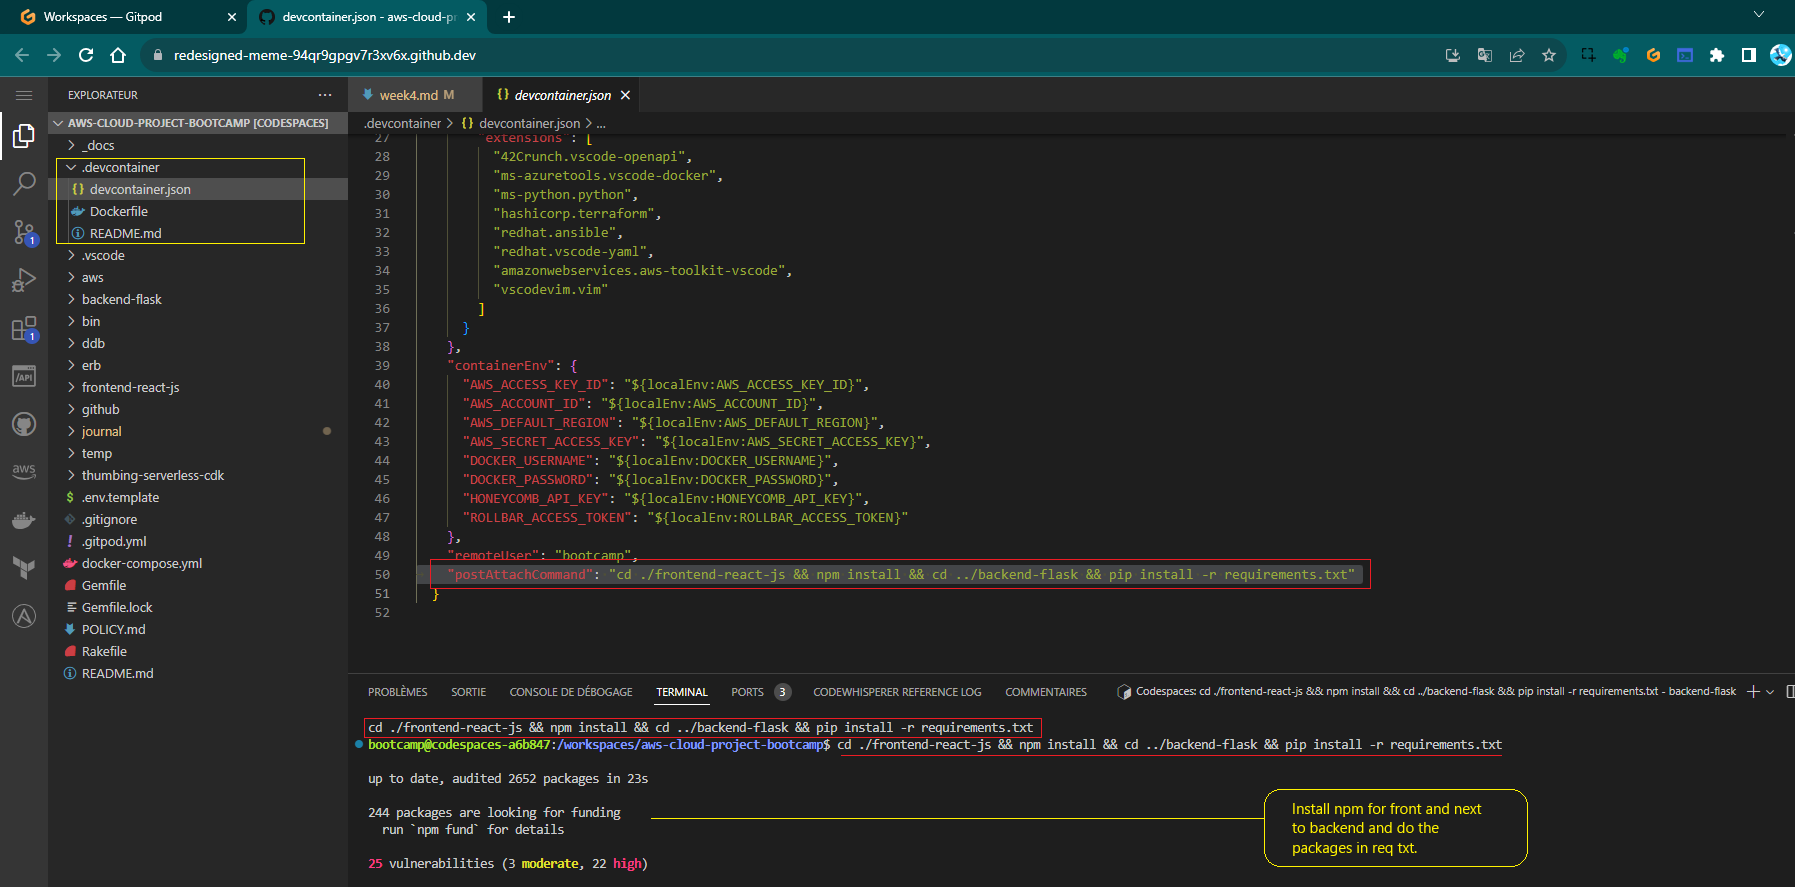 Workspaces — Gitpod
devcontainer.json - aws-cloud-pr
redesigned-meme-94qr9gpgv7r3xv6x.github.dev
EXPLORATEUR
AWS-CLOUD-PROJECT-BOOTCAMP [CODESPACES]
_docs
.devcontainer
devcontainer.json
Dockerfile
README.md
.vscode
aws
backend-flask
bin
ddb
erb
frontend-react-js
github
journal
temp
thumbing-serverless-cdk
.env.template
.gitignore
.gitpod.yml
docker-compose.yml
Gemfile
Gemfile.lock
POLICY.md
Rakefile
README.md
1
1
/API
aws
week4.md M
{} devcontainer.json
.devcontainer > {} devcontainer.json > ...
27 "extensions": [
28 "42Crunch.vscode-openapi",
29 "ms-azuretools.vscode-docker",
30 "ms-python.python",
31 "hashicorp.terraform",
32 "redhat.ansible",
33 "redhat.vscode-yaml",
34 "amazonwebservices.aws-toolkit-vscode",
35 "vscodevim.vim"
36 ]
37 }
38 },
39 "containerEnv": {
40 "AWS_ACCESS_KEY_ID": "${localEnv:AWS_ACCESS_KEY_ID}",
41 "AWS_ACCOUNT_ID": "${localEnv:AWS_ACCOUNT_ID}",
42 "AWS_DEFAULT_REGION": "${localEnv:AWS_DEFAULT_REGION}",
43 "AWS_SECRET_ACCESS_KEY": "${localEnv:AWS_SECRET_ACCESS_KEY}",
44 "DOCKER_USERNAME": "${localEnv:DOCKER_USERNAME}",
45 "DOCKER_PASSWORD": "${localEnv:DOCKER_PASSWORD}",
46 "HONEYCOMB_API_KEY": "${localEnv:HONEYCOMB_API_KEY}",
47 "ROLLBAR_ACCESS_TOKEN": "${localEnv:ROLLBAR_ACCESS_TOKEN}"
48 },
49 "remoteUser": "bootcamp",
50 "postAttachCommand": "cd ./frontend-react-js && npm install && cd ../backend-flask && pip install -r requirements.txt"
51 }
52
PROBLÈMES SORTIE CONSOLE DE DÉBOGAGE TERMINAL PORTS 3 CODEWHISPERER REFERENCE LOG COMMENTAIRES Codespaces: cd ./frontend-react-js && npm install && cd ../backend-flask && pip install -r requirements.txt - backend-flask
cd ./frontend-react-js && npm install && cd ../backend-flask && pip install -r requirements.txt
bootcamp@codespaces-a6b847:/workspaces/aws-cloud-project-bootcamp$ cd ./frontend-react-js && npm install && cd ../backend-flask && pip install -r requirements.txt
up to date, audited 2652 packages in 23s
244 packages are looking for funding
run `npm fund` for details
25 vulnerabilities (3 moderate, 22 high)
Install npm for front and next
to backend and do the
packages in req txt.